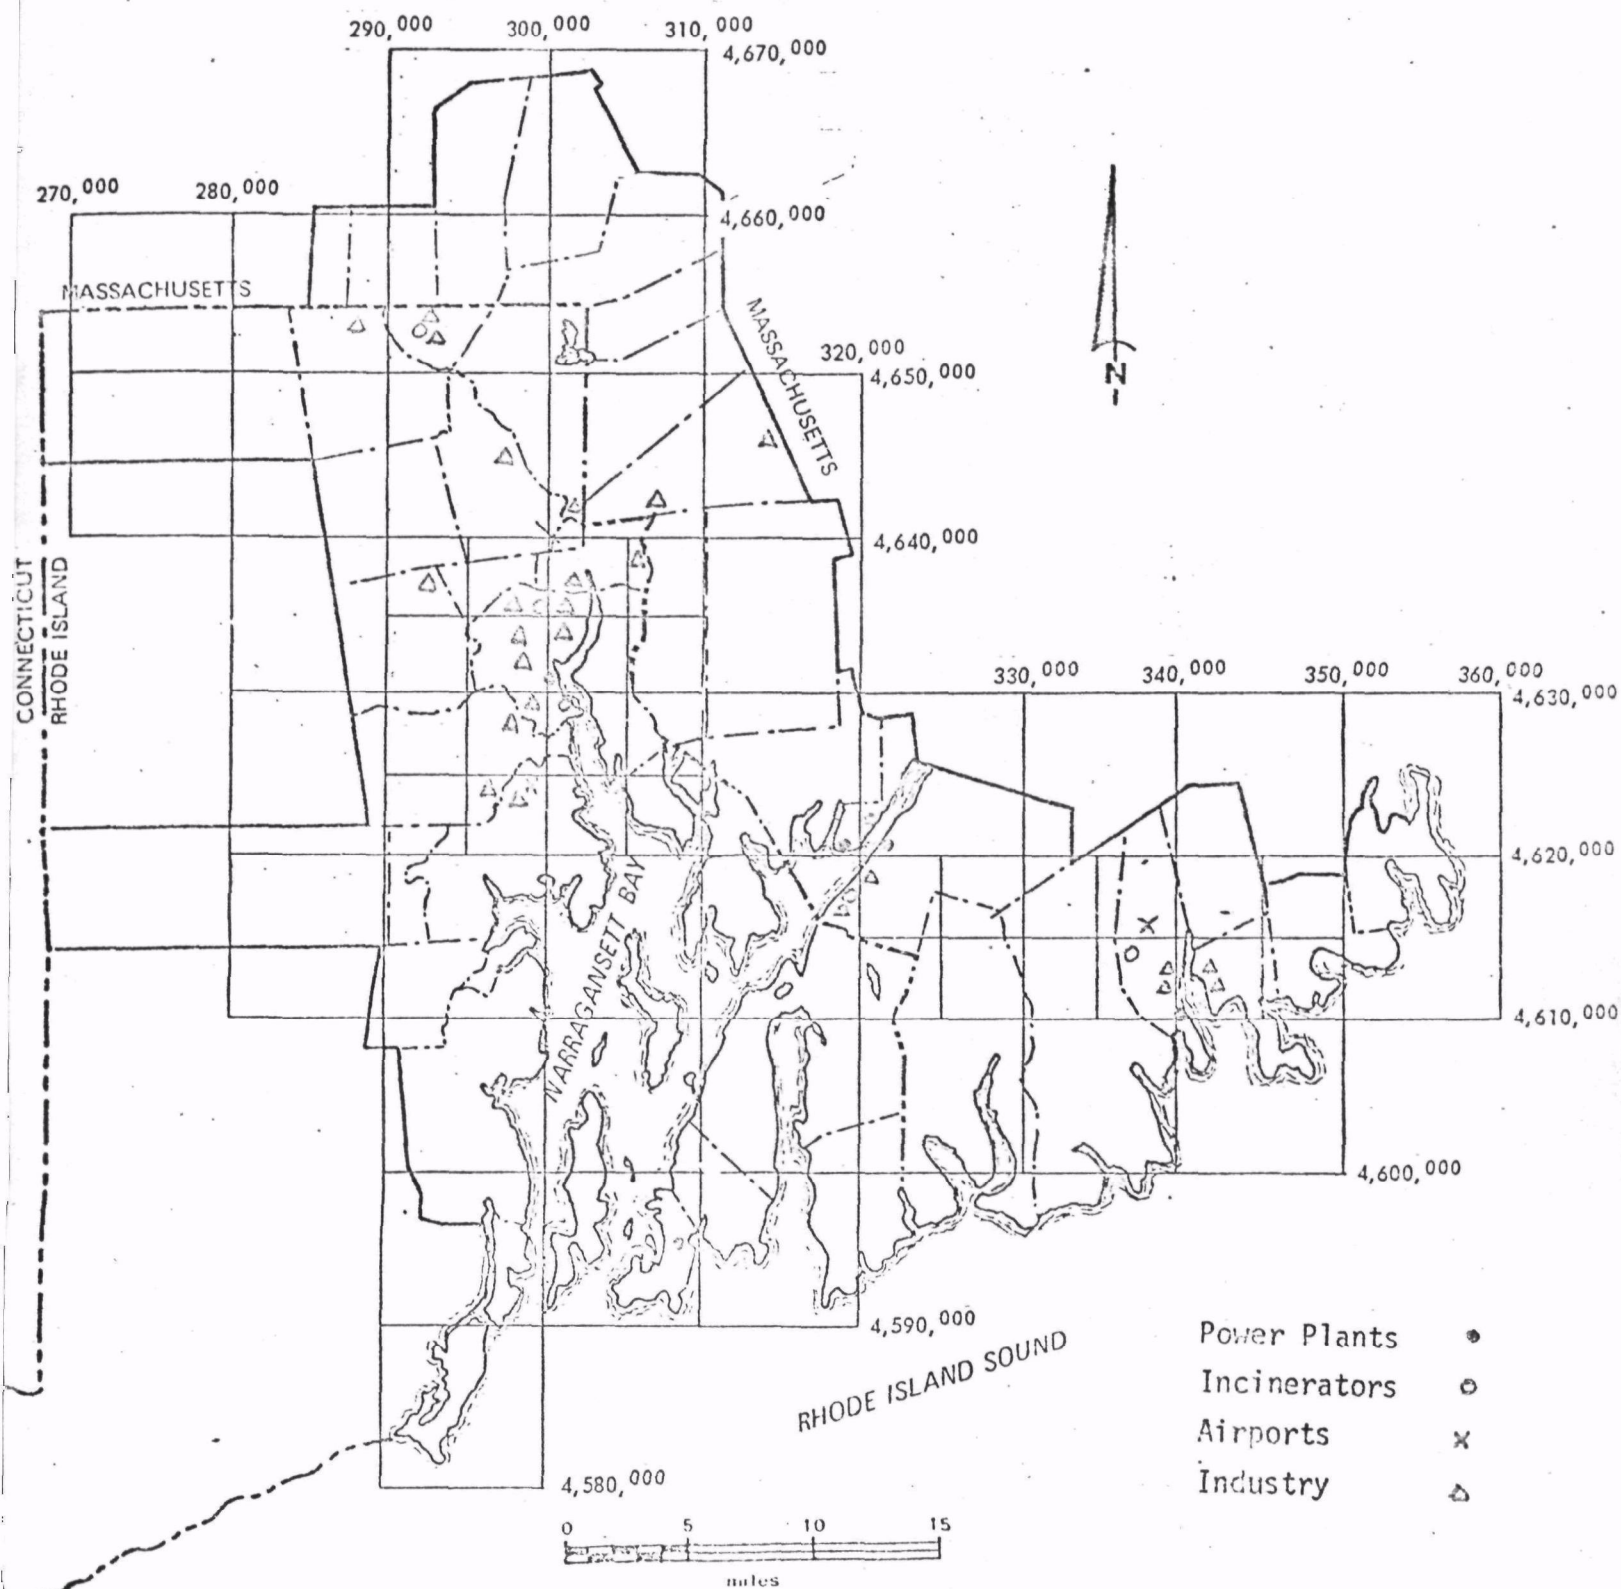 290,000 300,000 310,000
4,670,000
270,000 280,000
4,660,000
MASSACHUSETTS
MASSACHUSETTS
320,000
4,650,000
4,640,000
CONNECTICUT
RHODE ISLAND
330,000 340,000 350,000 360,000
4,630,000
4,620,000
NARRAGANSETT BAY
4,610,000
4,600,000
4,590,000
RHODE ISLAND SOUND
Power Plants
Incinerators
Airports
Industry
4,580,000
0 5 10 15
miles
N